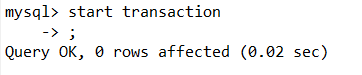 mysql> start transaction
    -> ;
Query OK, 0 rows affected (0.02 sec)